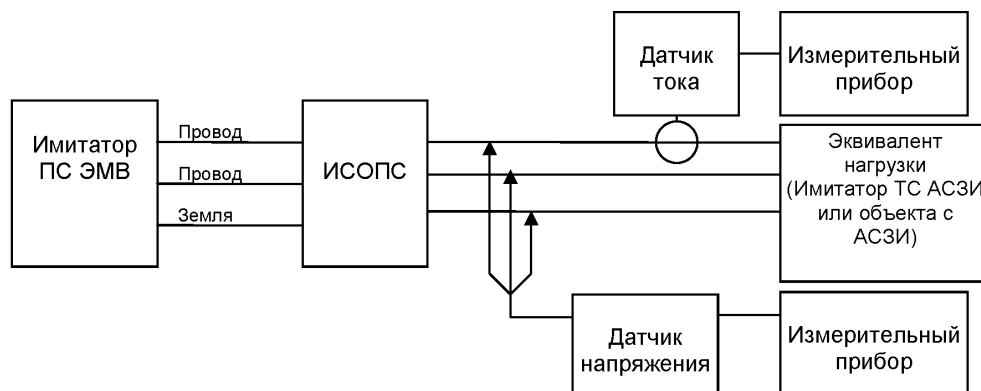 Датчик
тока
Измерительный
прибор
Имитатор
ПС ЭМВ
Провод
Провод
Земля
ИСОПС
Эквивалент
нагрузки
(Имитатор ТС АСЗИ
или объекта с
АСЗИ)
Датчик
напряжения
Измерительный
прибор